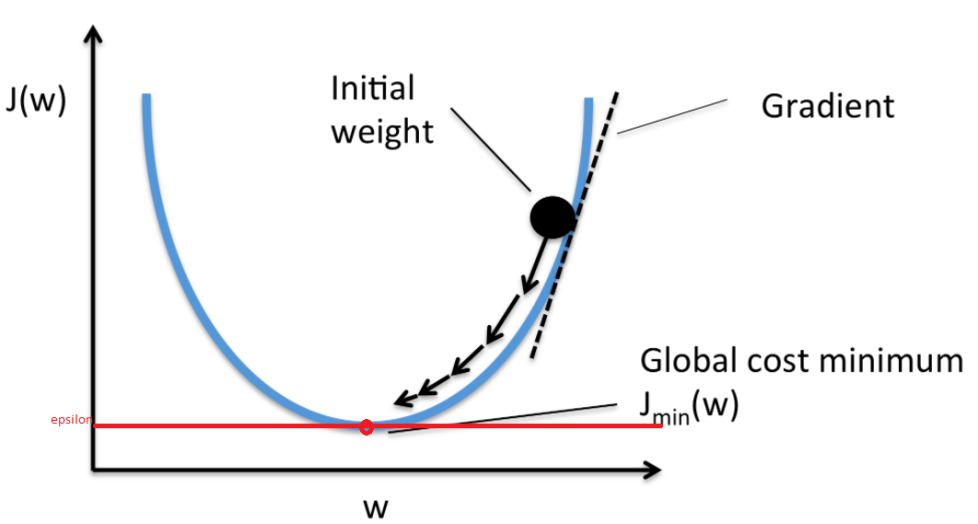 J(w)
Initial
weight
Gradient
Global cost minimum
Jmin(w)
epsilon
w